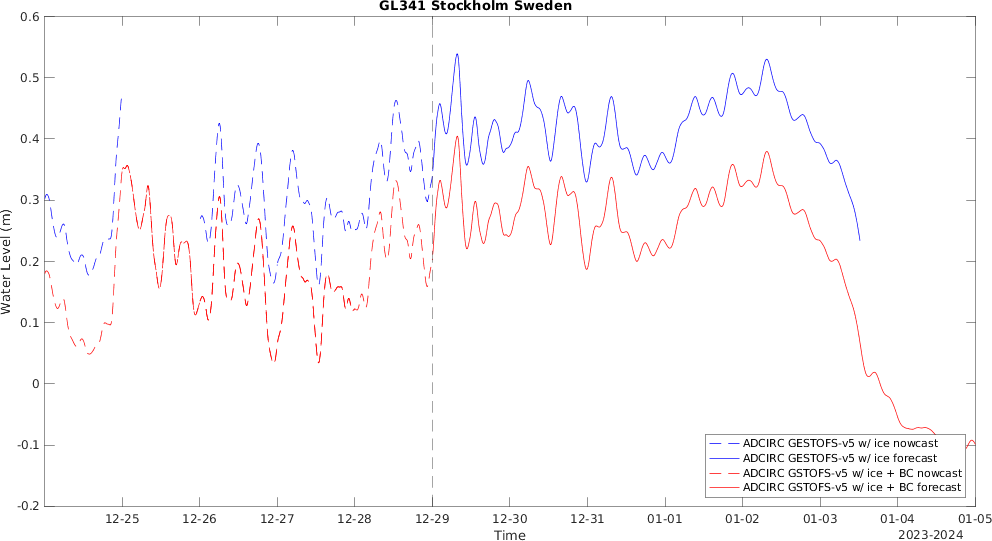 GL341 Stockholm Sweden
0.6
0.5
0.4
0.3
0.2
0.1
0
-0.1
-0.2
Water Level (m)
ADCIRC GESTOFS-v5 w/ ice nowcast
ADCIRC GESTOFS-v5 w/ ice forecast
ADCIRC GSTOFS-v5 w/ ice + BC nowcast
ADCIRC GSTOFS-v5 w/ ice + BC forecast
12-25 12-26 12-27 12-28 12-29 12-30 12-31 01-01 01-02 01-03 01-04 01-05
Time
2023-2024